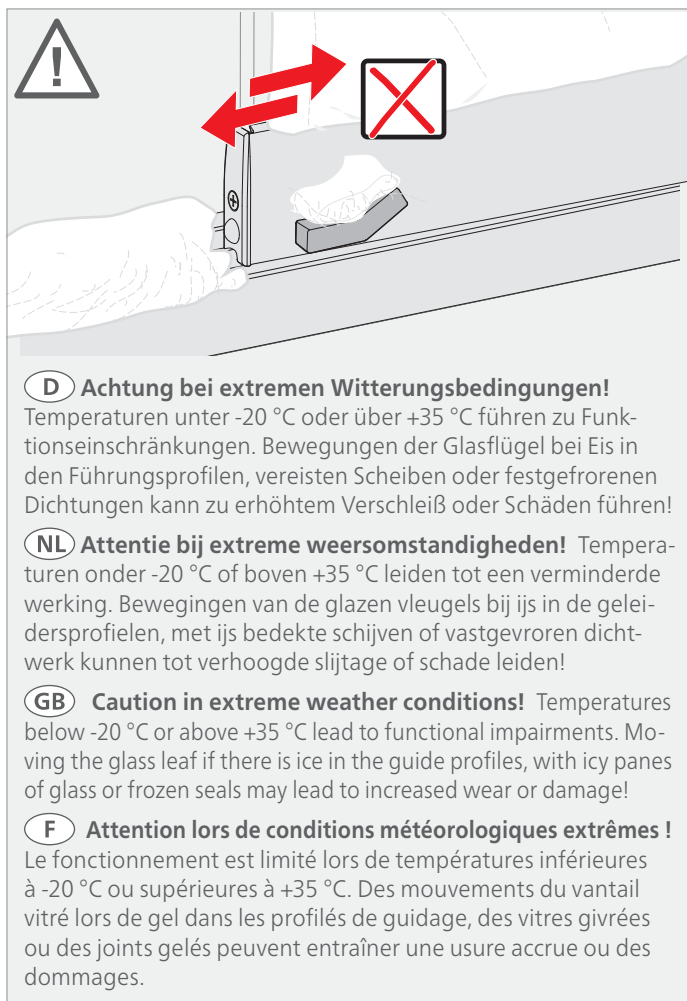 D Achtung bei extremen Witterungsbedingungen!
Temperaturen unter -20 °C oder über +35 °C führen zu Funk-
tionseinschränkungen. Bewegungen der Glasflügel bei Eis in
den Führungsprofilen, vereisten Scheiben oder festgefrorenen
Dichtungen kann zu erhöhtem Verschleiß oder Schäden führen!
NL Attentie bij extreme weersomstandigheden! Tempera-
turen onder -20 °C of boven +35 °C leiden tot een verminderde
werking. Bewegingen van de glazen vleugels bij ijs in de gelei-
dersprofielen, met ijs bedekte schijven of vastgevroren dicht-
werk kunnen tot verhoogde slijtage of schade leiden!
GB Caution in extreme weather conditions! Temperatures
below -20 °C or above +35 °C lead to functional impairments. Mo-
ving the glass leaf if there is ice in the guide profiles, with icy panes
of glass or frozen seals may lead to increased wear or damage!
F Attention lors de conditions météorologiques extrêmes !
Le fonctionnement est limité lors de températures inférieures
à -20 °C ou supérieures à +35 °C. Des mouvements du vantail
vitré lors de gel dans les profilés de guidage, des vitres givrées
ou des joints gelés peuvent entraîner une usure accrue ou des
dommages.